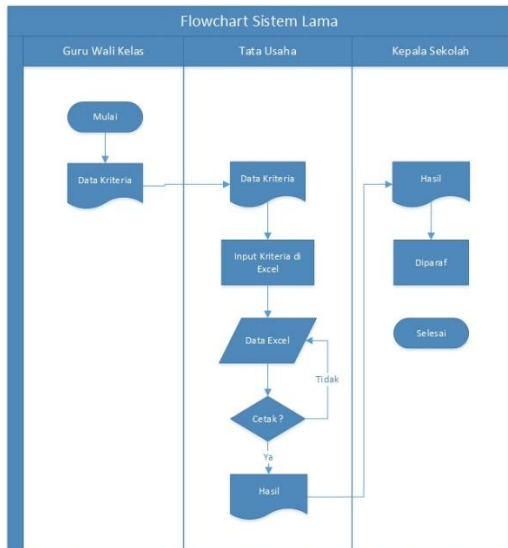 Flowchart Sistem Lama
Guru Wali Kelas
Tata Usaha
Kepala Sekolah
Mulai
Data Kriteria
Data Kriteria
Input Kriteria di
Excel
Data Excel
Tidak
Cetak ?
Ya
Hasil
Hasil
Diparaf
Selesai